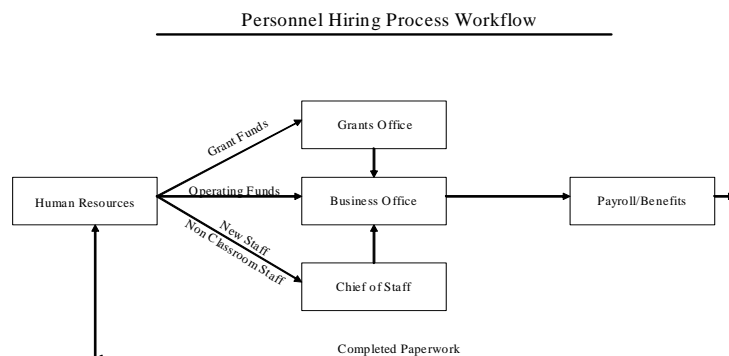 Personnel Hiring Process Workflow
Grants Office
Grant Funds
Human Resources
Operating Funds
Business Office
Payroll/Benefits
New Staff
Non Classroom Staff
Chief of Staff
Completed Paperwork